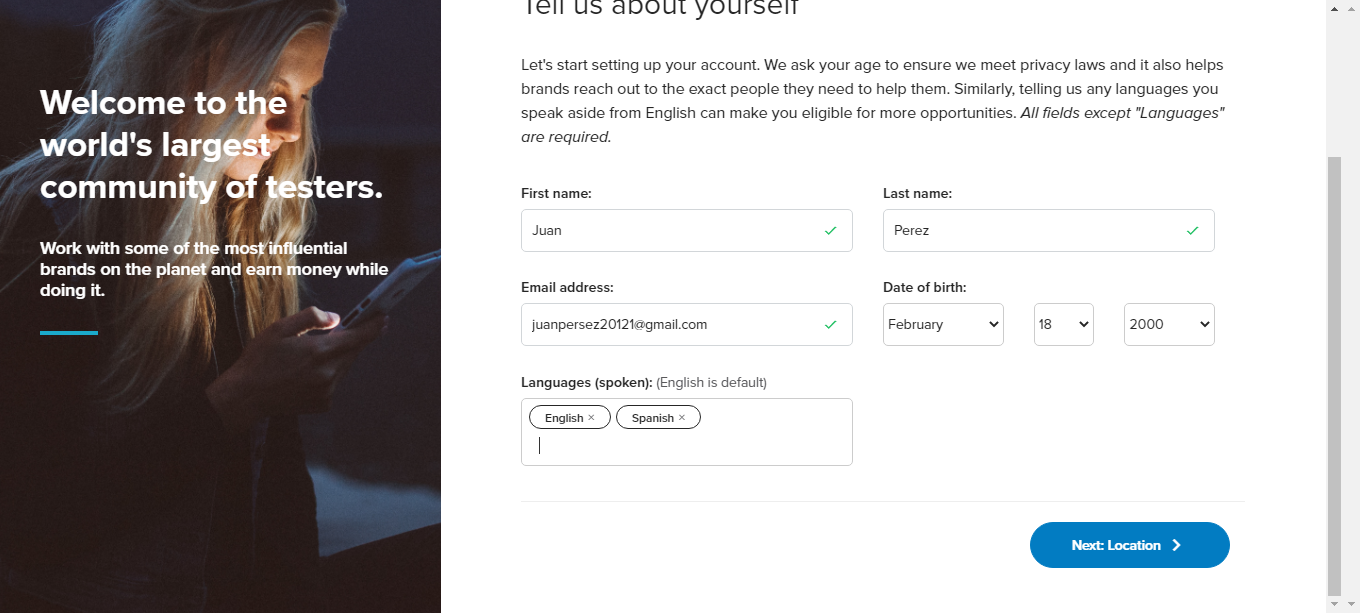 Tell us about yourself
Welcome to the
world's largest
community of testers.
Work with some of the most influential
brands on the planet and earn money while
doing it.
Let's start setting up your account. We ask your age to ensure we meet privacy laws and it also helps
brands reach out to the exact people they need to help them. Similarly, telling us any languages you
speak aside from English can make you eligible for more opportunities. All fields except "Languages"
are required.
First name: Last name:
Juan Perez
Email address: Date of birth:
juanpersez20121@gmail.com February 18 2000
Languages (spoken): (English is default)
English × Spanish ×
Next: Location